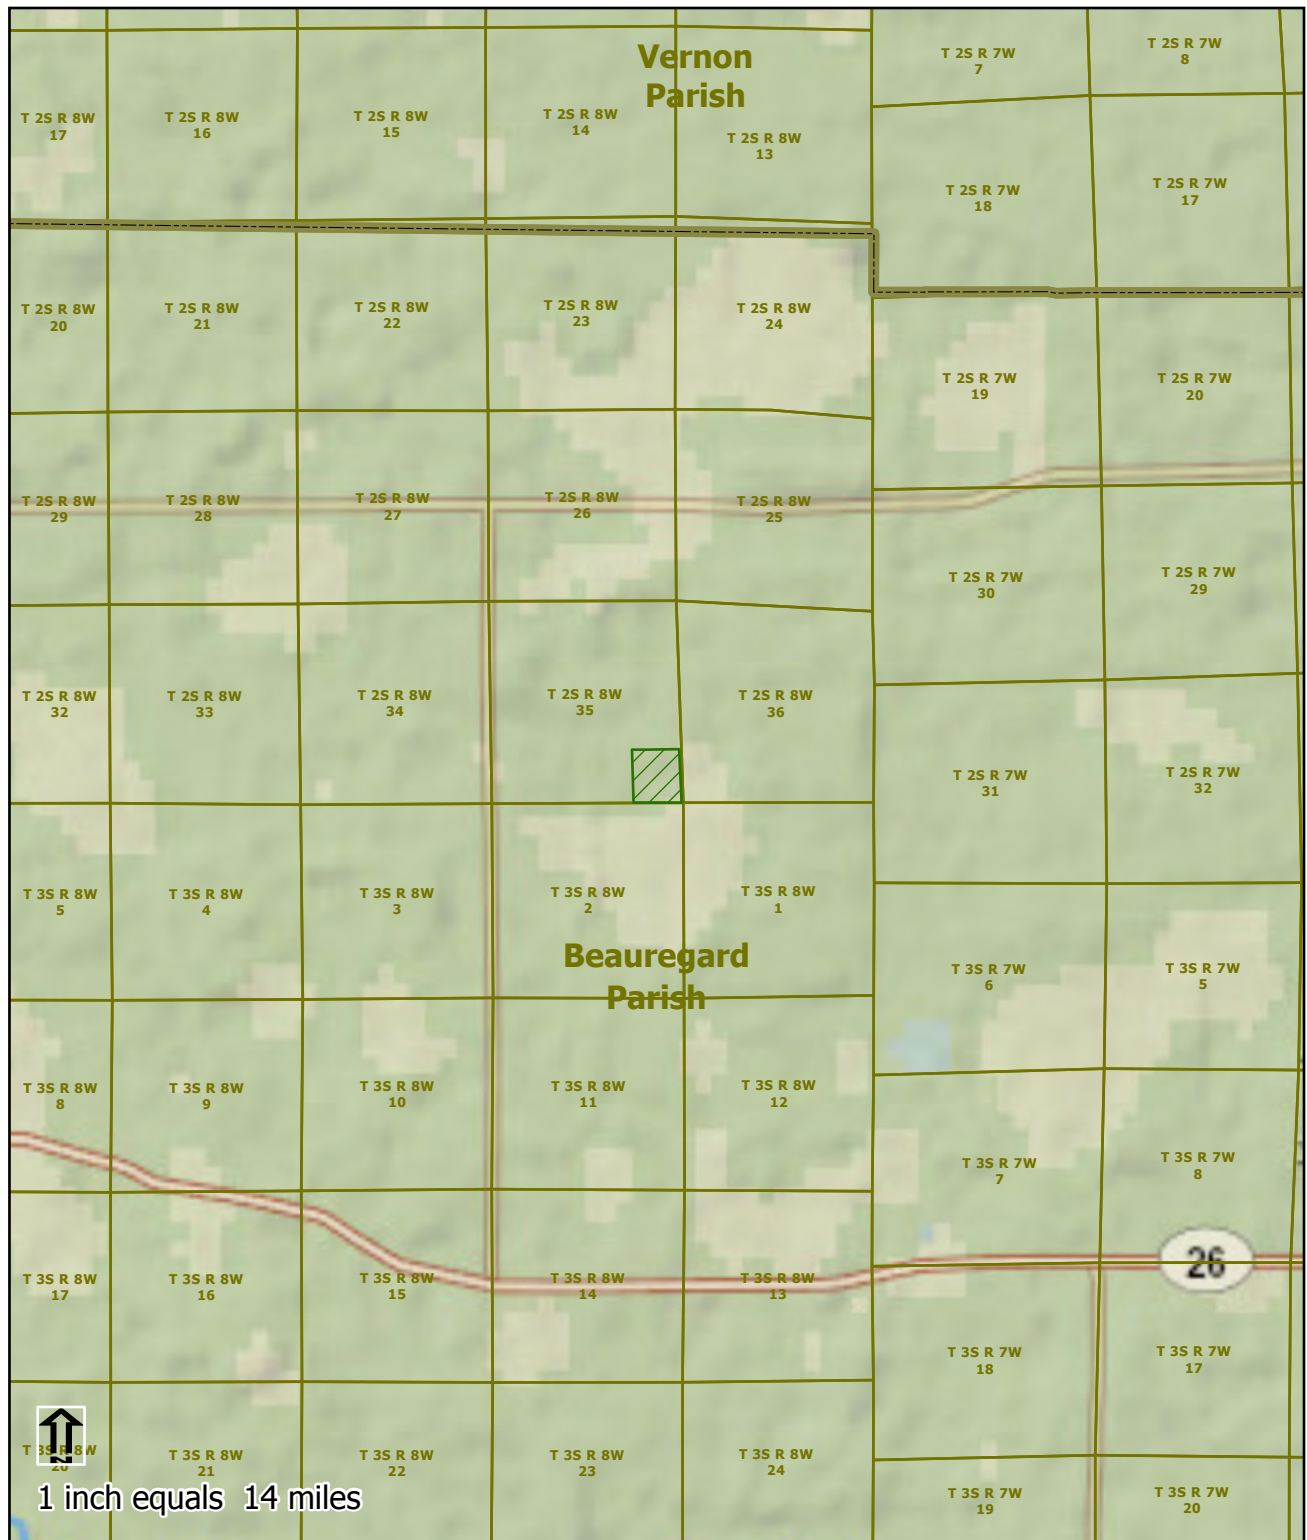 Vernon
Parish
T 2S R 7W
7
T 2S R 7W
8
T 2S R 8W
17
T 2S R 8W
16
T 2S R 8W
15
T 2S R 8W
14
T 2S R 8W
13
T 2S R 7W
18
T 2S R 7W
17
T 2S R 8W
20
T 2S R 8W
21
T 2S R 8W
22
T 2S R 8W
23
T 2S R 8W
24
T 2S R 7W
19
T 2S R 7W
20
T 2S R 8W
29
T 2S R 8W
28
T 2S R 8W
27
T 2S R 8W
26
T 2S R 8W
25
T 2S R 7W
30
T 2S R 7W
29
T 2S R 8W
32
T 2S R 8W
33
T 2S R 8W
34
T 2S R 8W
35
T 2S R 8W
36
T 2S R 7W
31
T 2S R 7W
32
T 3S R 8W
5
T 3S R 8W
4
T 3S R 8W
3
T 3S R 8W
2
T 3S R 8W
1
Beauregard
Parish
T 3S R 7W
6
T 3S R 7W
5
T 3S R 8W
8
T 3S R 8W
9
T 3S R 8W
10
T 3S R 8W
11
T 3S R 8W
12
T 3S R 7W
7
T 3S R 7W
8
T 3S R 8W
17
T 3S R 8W
16
T 3S R 8W
15
T 3S R 8W
14
T 3S R 8W
13
26
T 3S R 7W
18
T 3S R 7W
17
T 3S R 8W
20
T 3S R 8W
21
T 3S R 8W
22
T 3S R 8W
23
T 3S R 8W
24
T 3S R 7W
19
T 3S R 7W
20
N
1 inch equals 14 miles